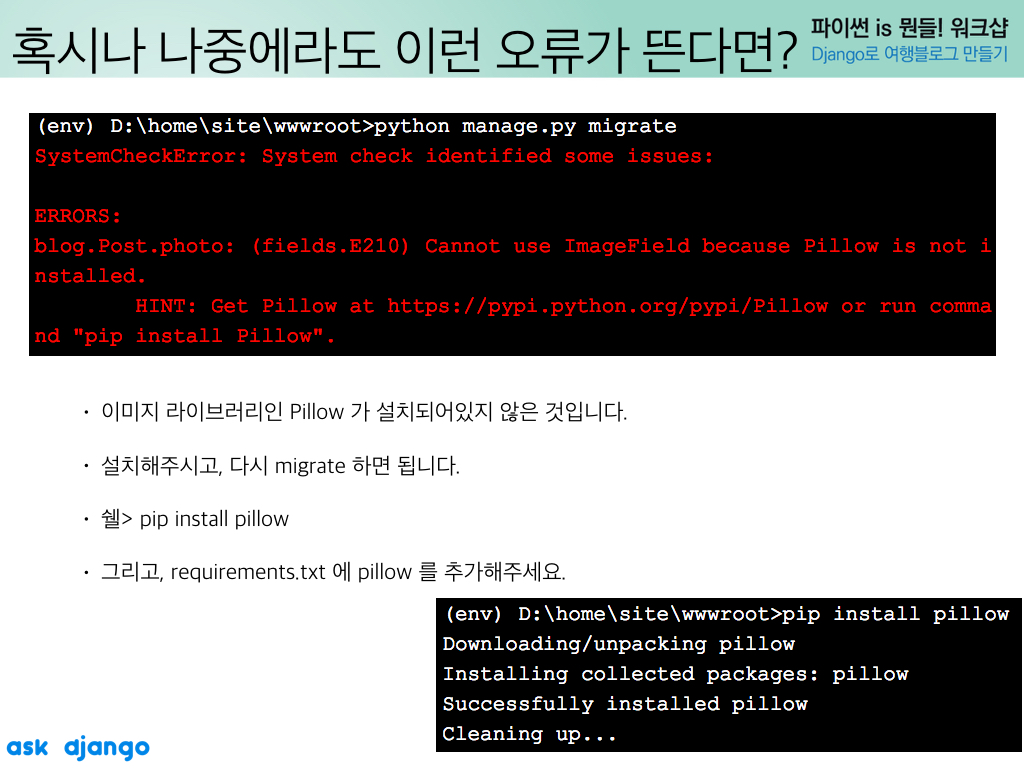 혹시나 나중에라도 이런 오류가 뜬다면?
파이썬 is 뭔들! 워크샵
Django로 여행블로그 만들기
(env) D:\home\site\wwwroot>python manage.py migrate
SystemCheckError: System check identified some issues:
ERRORS:
blog.Post.photo: (fields.E210) Cannot use ImageField because Pillow is not i
nstalled.
HINT: Get Pillow at https://pypi.python.org/pypi/Pillow or run comma
nd "pip install Pillow".
• 이미지 라이브러리인 Pillow 가 설치되어있지 않은 것입니다.
• 설치해주시고, 다시 migrate 하면 됩니다.
• 쉘> pip install pillow
• 그리고, requirements.txt 에 pillow 를 추가해주세요.
(env) D:\home\site\wwwroot>pip install pillow
Downloading/unpacking pillow
Installing collected packages: pillow
Successfully installed pillow
Cleaning up...
ask django